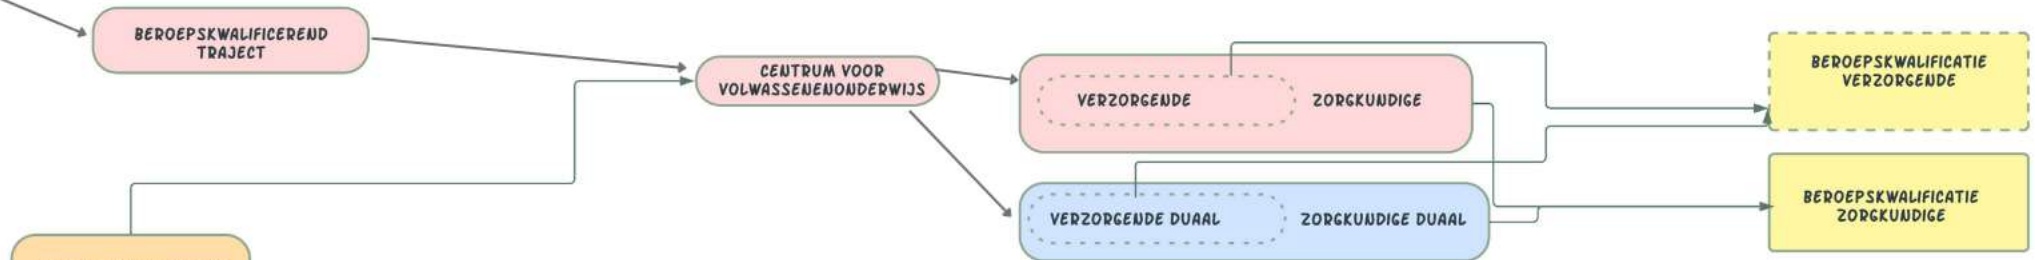 BEROEPSKWALIFICEREND
TRAJECT
CENTRUM VOOR
VOLWASSENENONDERWIJS
VERZORGENDE
ZORGKUNDIGE
BEROEPSKWALIFICATIE
VERZORGENDE
VERZORGENDE DUAAL
ZORGKUNDIGE DUAAL
BEROEPSKWALIFICATIE
ZORGKUNDIGE